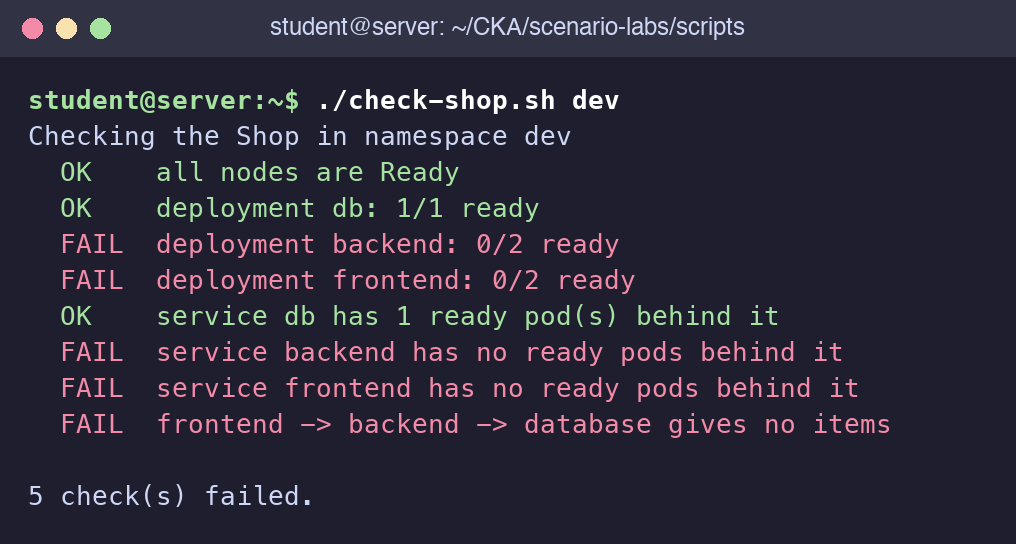 student@server: ~/CKA/scenario-labs/scripts
student@server:~$ ./check-shop.sh dev
Checking the Shop in namespace dev
  OK    all nodes are Ready
  OK    deployment db: 1/1 ready
  FAIL  deployment backend: 0/2 ready
  FAIL  deployment frontend: 0/2 ready
  OK    service db has 1 ready pod(s) behind it
  FAIL  service backend has no ready pods behind it
  FAIL  service frontend has no ready pods behind it
  FAIL  frontend -> backend -> database gives no items
5 check(s) failed.